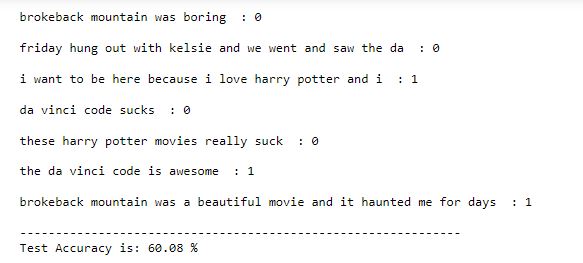 brokeback mountain was boring  : 0
friday hung out with kelsie and we went and saw the da  : 0
i want to be here because i love harry potter and i  : 1
da vinci code sucks  : 0
these harry potter movies really suck  : 0
the da vinci code is awesome  : 1
brokeback mountain was a beautiful movie and it haunted me for days  : 1
--------------------------------------------------------------
Test Accuracy is: 60.08 %